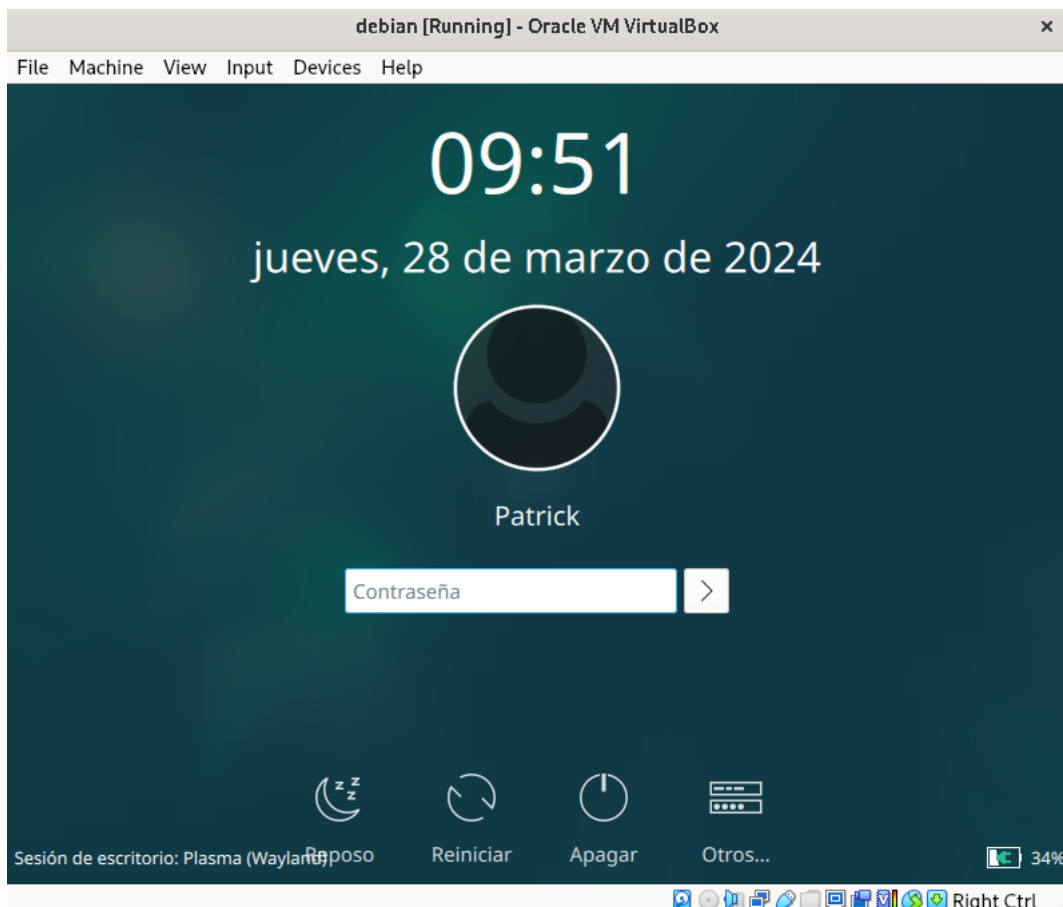 debian [Running] - Oracle VM VirtualBox
File Machine View Input Devices Help
09:51
jueves, 28 de marzo de 2024
Patrick
Contraseña
Reposo Reiniciar Apagar Otros...
Sesión de escritorio: Plasma (Wayland)
34%
Right Ctrl